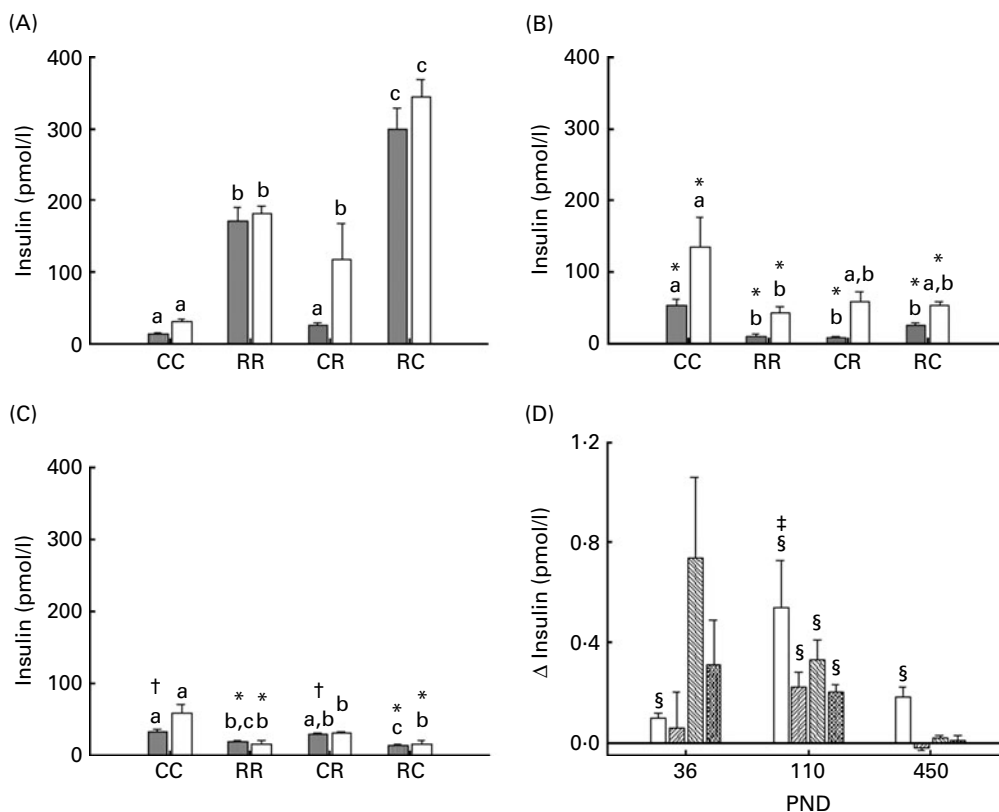 (A)
400
300
200
100
0
Insulin (pmol/l)
a a b b a b c c
CC RR CR RC
(B)
400
300
200
100
0
Insulin (pmol/l)
* * * * * * *
a a b b b a,b b a,b
CC RR CR RC
(C)
400
300
200
100
0
Insulin (pmol/l)
† * * † * *
a a b,c b a,b b c b
CC RR CR RC
(D)
1·2
0·8
0·4
0·0
Δ Insulin (pmol/l)
‡
§ § § § § §
36 110 450
PND